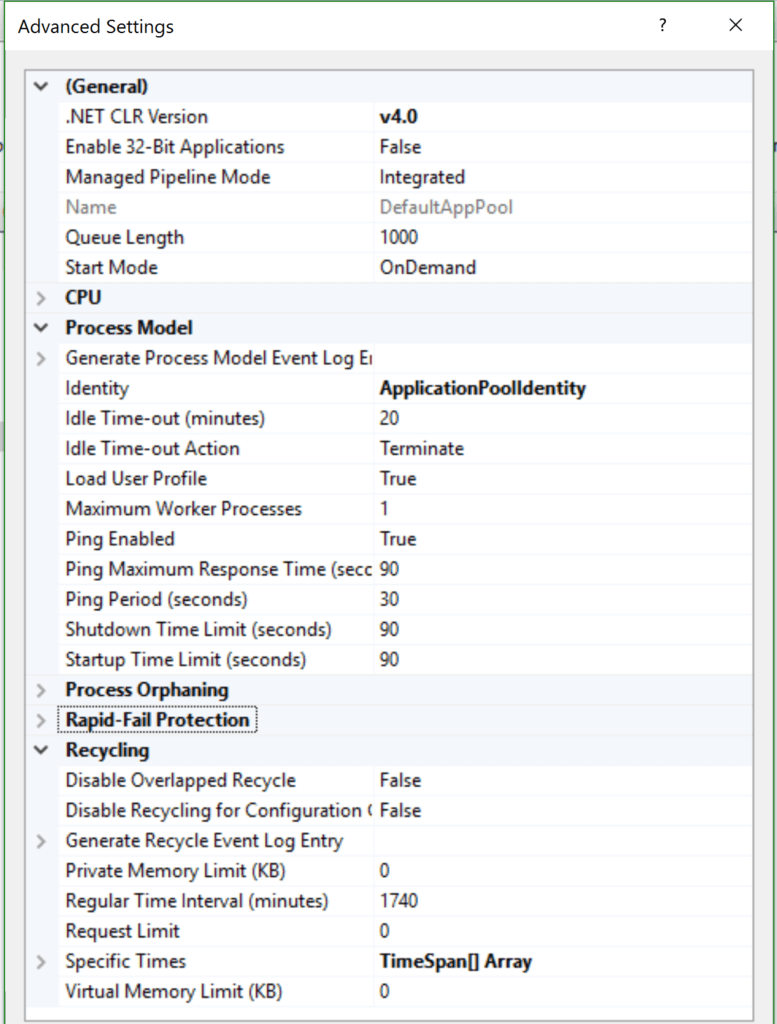 Advanced Settings ? ×
(General)
.NET CLR Version v4.0
Enable 32-Bit Applications False
Managed Pipeline Mode Integrated
Name DefaultAppPool
Queue Length 1000
Start Mode OnDemand
CPU
Process Model
Generate Process Model Event Log
Identity ApplicationPoolIdentity
Idle Time-out (minutes) 20
Idle Time-out Action Terminate
Load User Profile True
Maximum Worker Processes 1
Ping Enabled True
Ping Maximum Response Time (secc 90
Ping Period (seconds) 30
Shutdown Time Limit (seconds) 90
Startup Time Limit (seconds) 90
Process Orphaning
Rapid-Fail Protection
Recycling
Disable Overlapped Recycle False
Disable Recycling for Configuration False
Generate Recycle Event Log Entry
Private Memory Limit (KB) 0
Regular Time Interval (minutes) 1740
Request Limit 0
Specific Times TimeSpan[] Array
Virtual Memory Limit (KB) 0